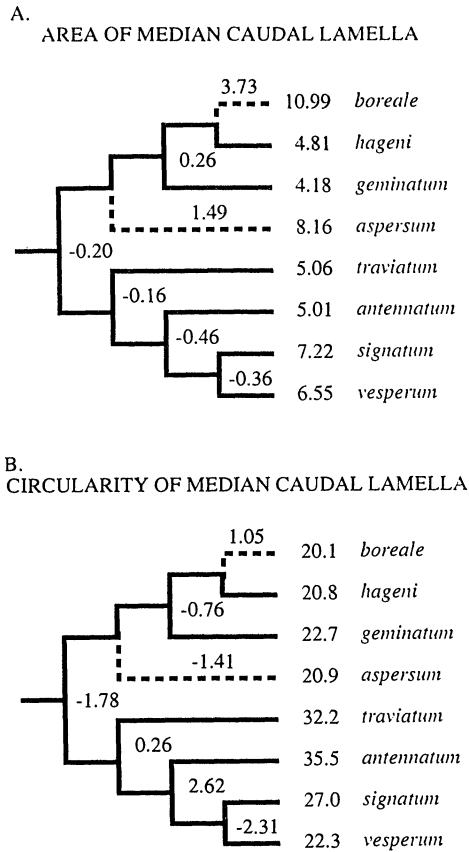 A.
AREA OF MEDIAN CAUDAL LAMELLA
3.73
10.99 boreale
4.81 hageni
0.26
4.18 geminatum
1.49
8.16 aspersum
-0.20
5.06 traviatum
-0.16
5.01 antennatum
-0.46
7.22 signatum
-0.36
6.55 vesperum
B.
CIRCULARITY OF MEDIAN CAUDAL LAMELLA
1.05
20.1 boreale
20.8 hageni
-0.76
22.7 geminatum
-1.41
20.9 aspersum
-1.78
32.2 traviatum
0.26
35.5 antennatum
2.62
27.0 signatum
-2.31
22.3 vesperum